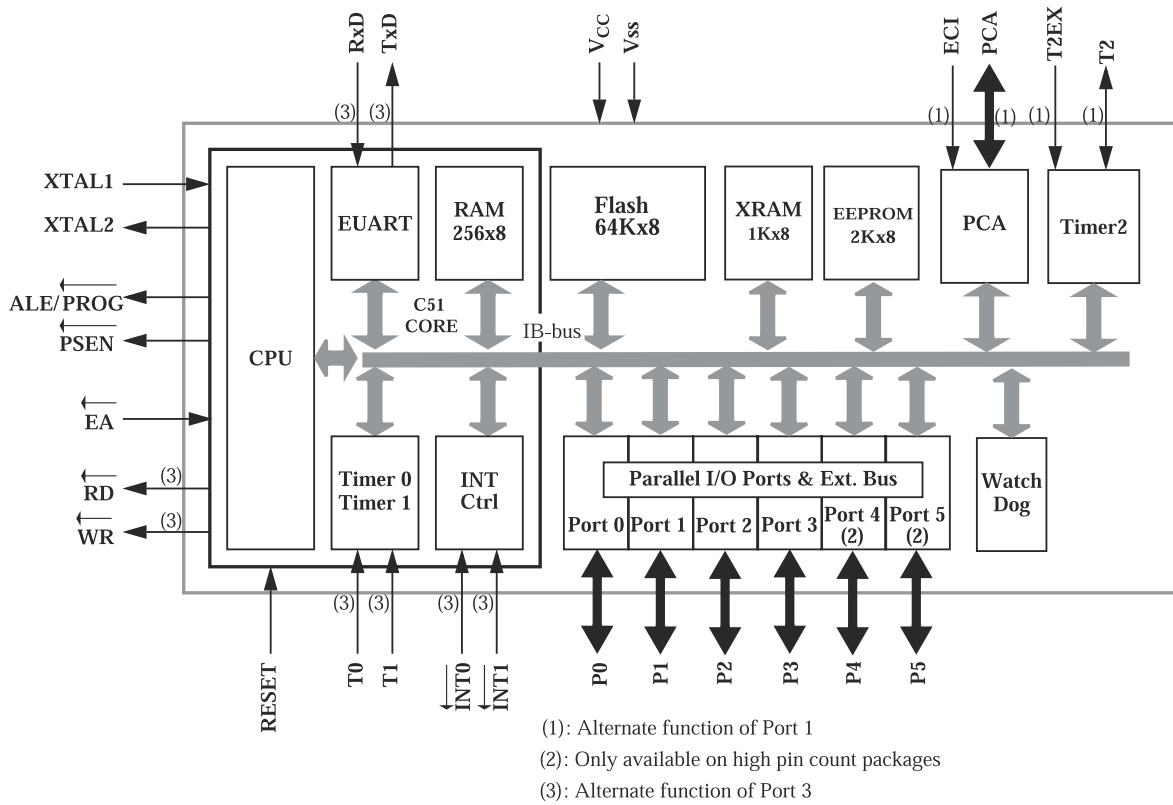 RxD
TxD
VCC
Vss
ECI
PCA
T2EX
T2
(3)
(3)
(1)
(1)
(1)
(1)
XTAL1
XTAL2
ALE/PROG
PSEN
EA
(3)
RD
(3)
WR
CPU
EUART
RAM
256x8
Flash
64Kx8
XRAM
1Kx8
EEPROM
2Kx8
PCA
Timer2
C51
CORE
IB-bus
Timer 0
Timer 1
INT
Ctrl
Parallel I/O Ports & Ext. Bus
Port 0
Port 1
Port 2
Port 3
Port 4
(2)
Port 5
(2)
Watch
Dog
(3)
(3)
(3)
(3)
RESET
T0
T1
INT0
INT1
P0
P1
P2
P3
P4
P5
(1): Alternate function of Port 1
(2): Only available on high pin count packages
(3): Alternate function of Port 3